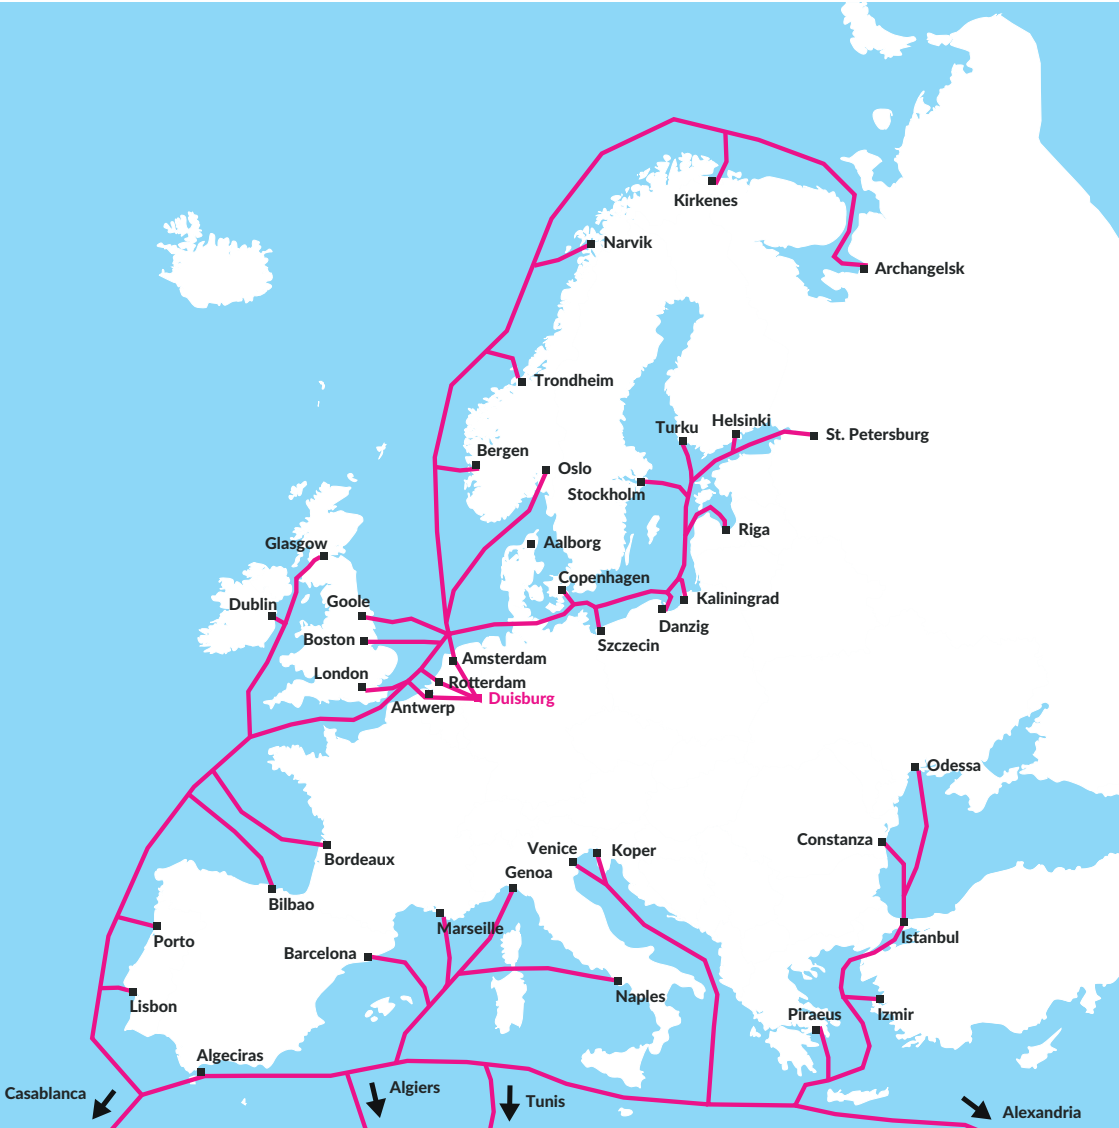 Kirkenes
Narvik
Archangelsk
Trondheim
Turku
Helsinki
St. Petersburg
Bergen
Oslo
Stockholm
Riga
Glasgow
Aalborg
Copenhagen
Dublin
Goole
Kaliningrad
Danzig
Boston
Szczecin
Amsterdam
London
Rotterdam
Duisburg
Antwerp
Odessa
Constanza
Venice
Koper
Bordeaux
Genoa
Bilbao
Marseille
Porto
Istanbul
Barcelona
Naples
Lisbon
Piraeus
Izmir
Algeciras
Casablanca
Algiers
Tunis
Alexandria